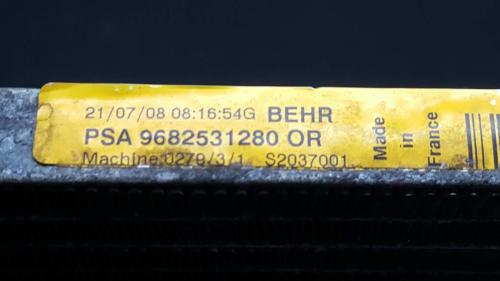 21/07/08 08:16:54G BEHR
PSA 9682531280 OR
Machine:0279/3/1 S2037001
Made
in
France